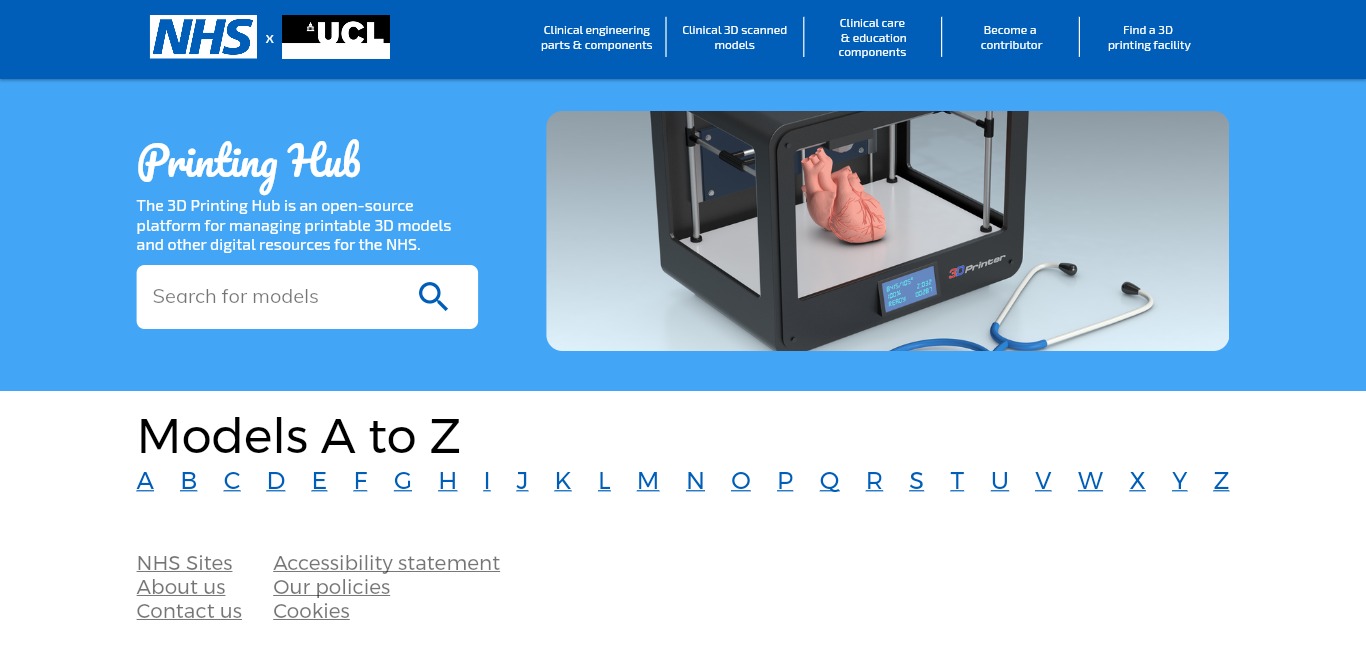 NHS x UCL
Clinical engineering
parts & components
Clinical 3D scanned
models
Clinical care
& education
components
Become a
contributor
Find a 3D
printing facility
Printing Hub
The 3D Printing Hub is an open-source
platform for managing printable 3D models
and other digital resources for the NHS.
Search for models
3D Printer
100%
READY
Models A to Z
A B C D E F G H I J K L M N O P Q R S T U V W X Y Z
NHS Sites
About us
Contact us
Accessibility statement
Our policies
Cookies